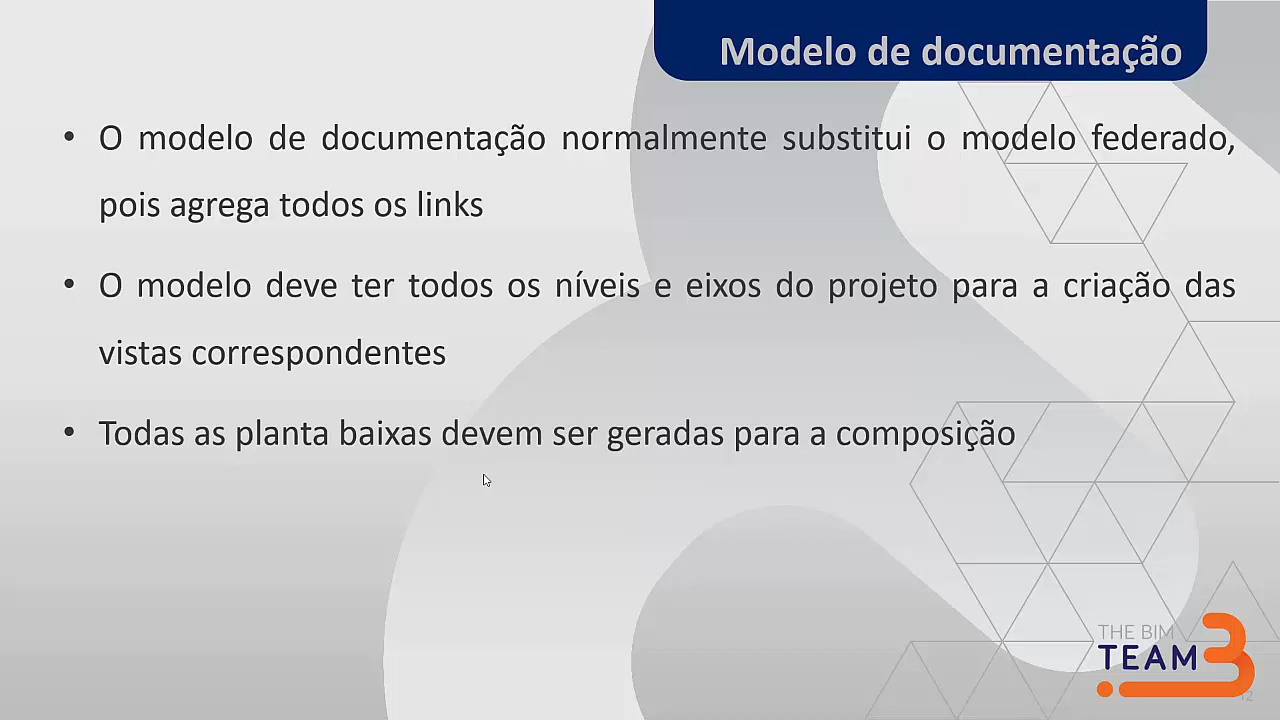 Modelo de documentação
• O modelo de documentação normalmente substitui o modelo federado,
pois agrega todos os links
• O modelo deve ter todos os níveis e eixos do projeto para a criação das
vistas correspondentes
• Todas as planta baixas devem ser geradas para a composição
THE BIM
TEAM 3
12